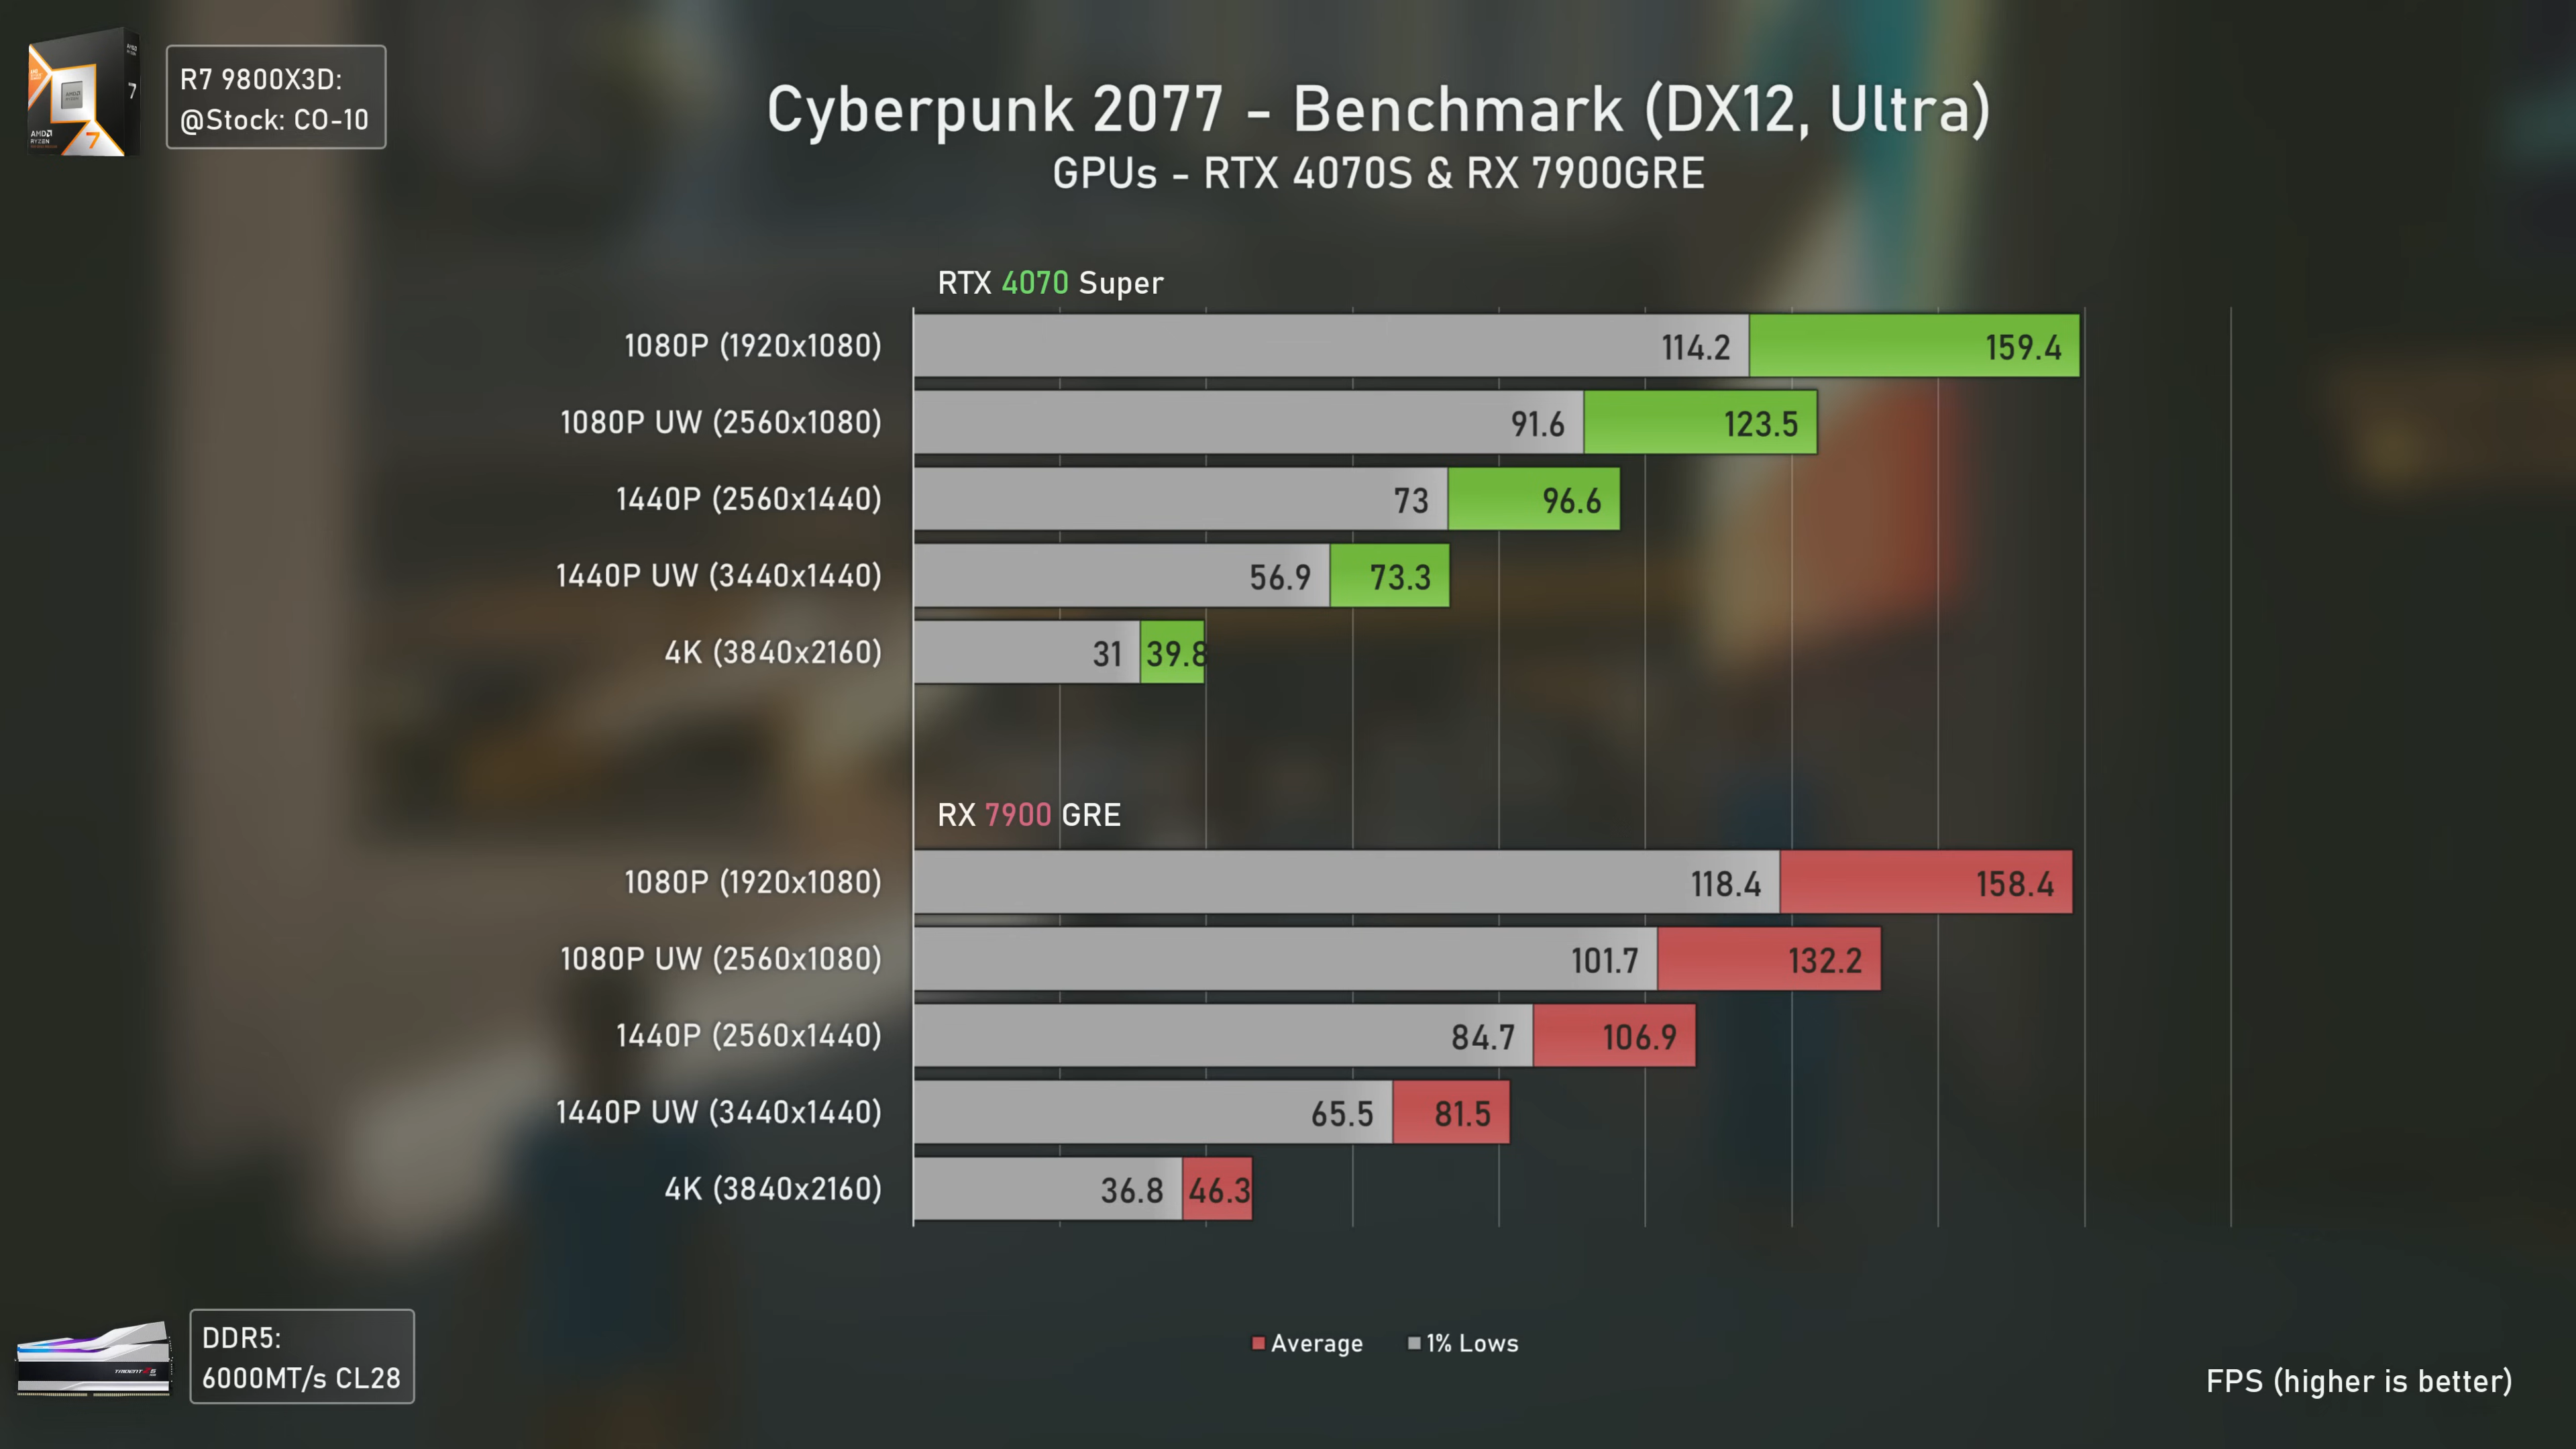 R7 9800X3D:
@Stock: CO-10
AMD
RYZEN
7
7
Cyberpunk 2077 - Benchmark (DX12, Ultra)
GPUs - RTX 4070S & RX 7900GRE
RTX 4070 Super
1080P (1920x1080) 114.2 159.4
1080P UW (2560x1080) 91.6 123.5
1440P (2560x1440) 73 96.6
1440P UW (3440x1440) 56.9 73.3
4K (3840x2160) 31 39.8
RX 7900 GRE
1080P (1920x1080) 118.4 158.4
1080P UW (2560x1080) 101.7 132.2
1440P (2560x1440) 84.7 106.9
1440P UW (3440x1440) 65.5 81.5
4K (3840x2160) 36.8 46.3
Average 1% Lows
DDR5:
6000MT/s CL28
FPS (higher is better)